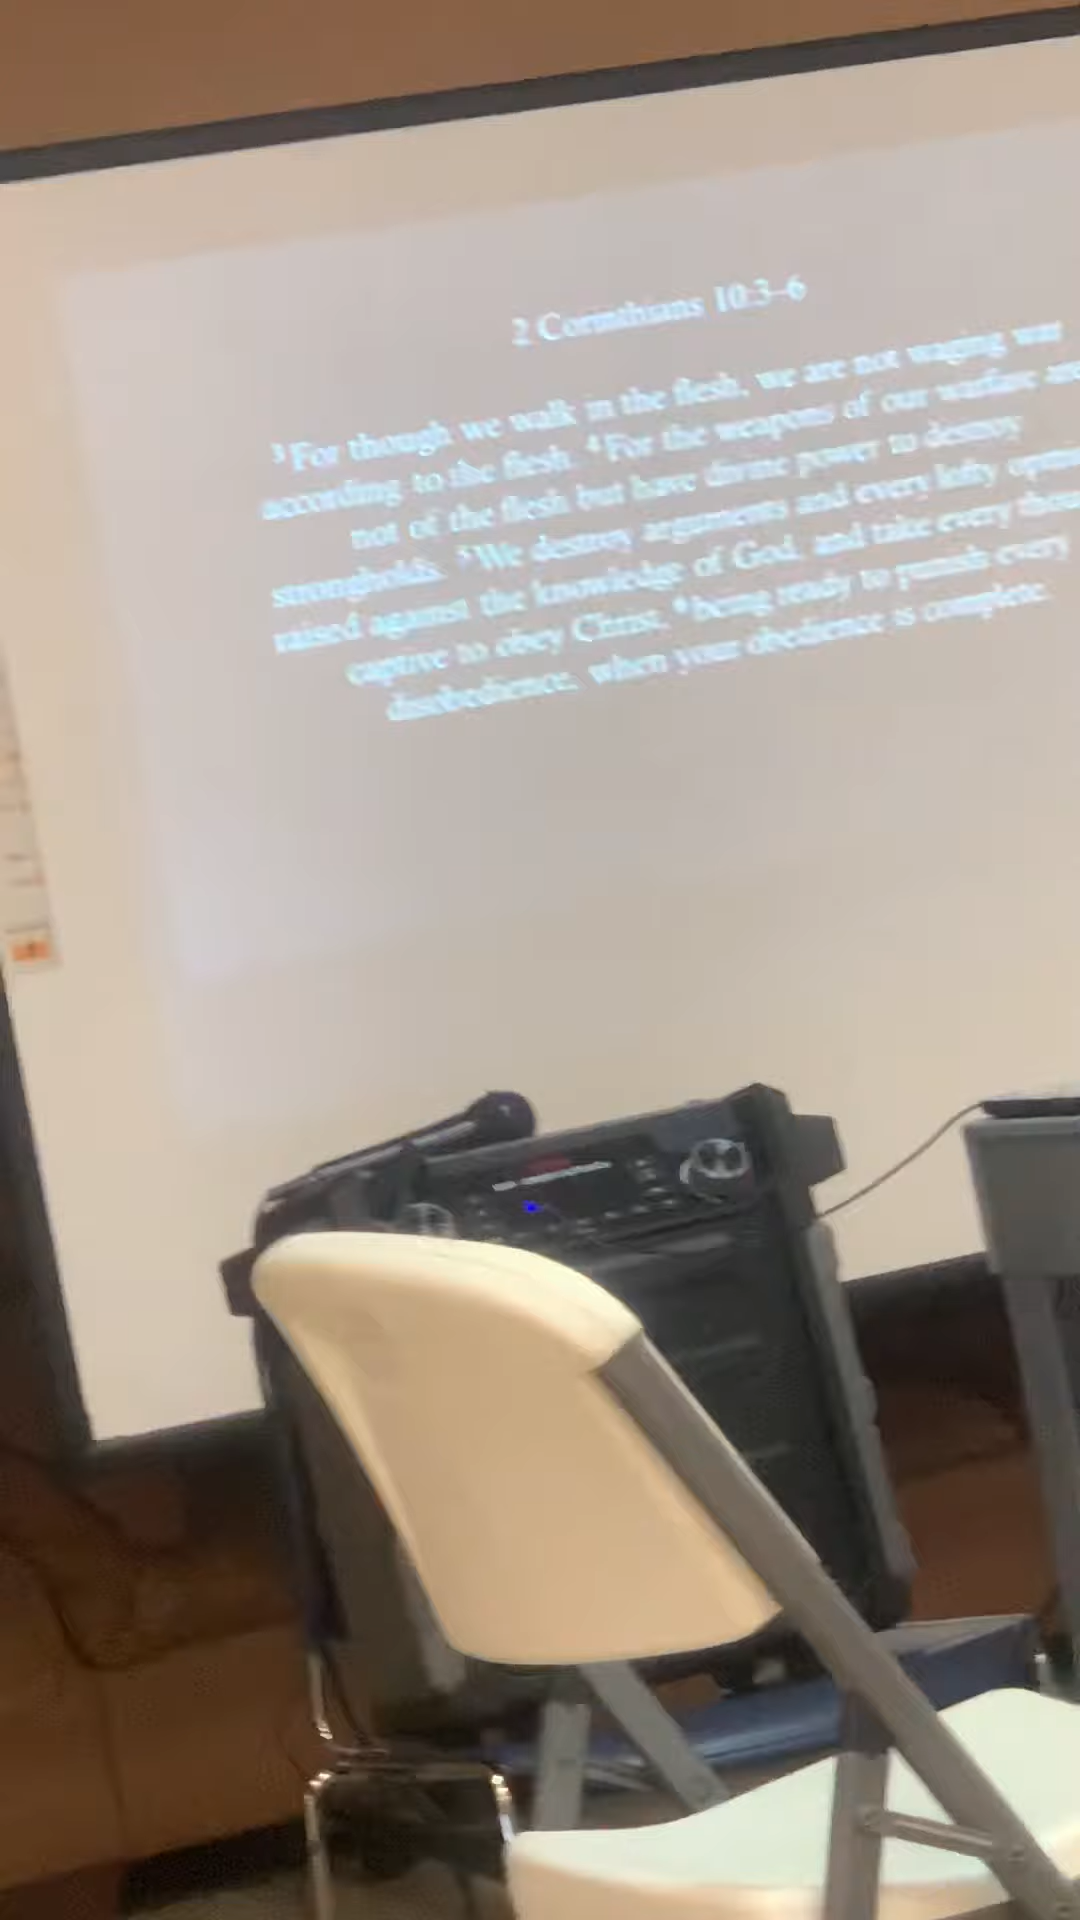 2 Corinthians 10:3–6
³For though we walk in the flesh, we are not waging war
according to the flesh. ⁴For the weapons of our warfare are
not of the flesh but have divine power to destroy
strongholds. ⁵We destroy arguments and every lofty
raised against the knowledge of God, and take every
captive to obey Christ, ⁶being ready to punish every
disobedience, when your obedience is complete.